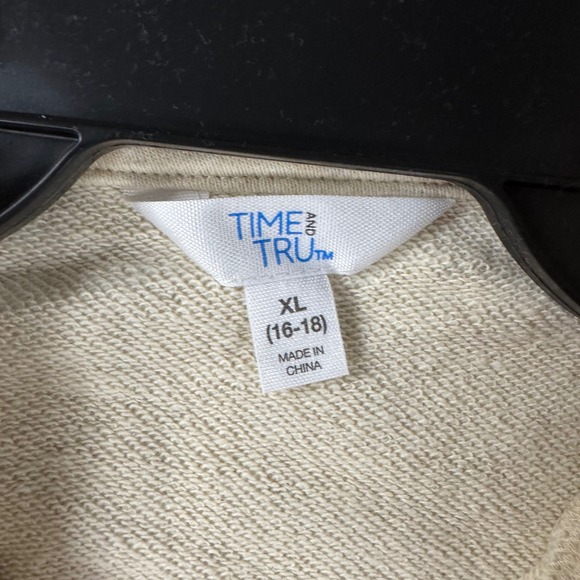 TIME AND
TRU™
XL
(16-18)
MADE IN
CHINA